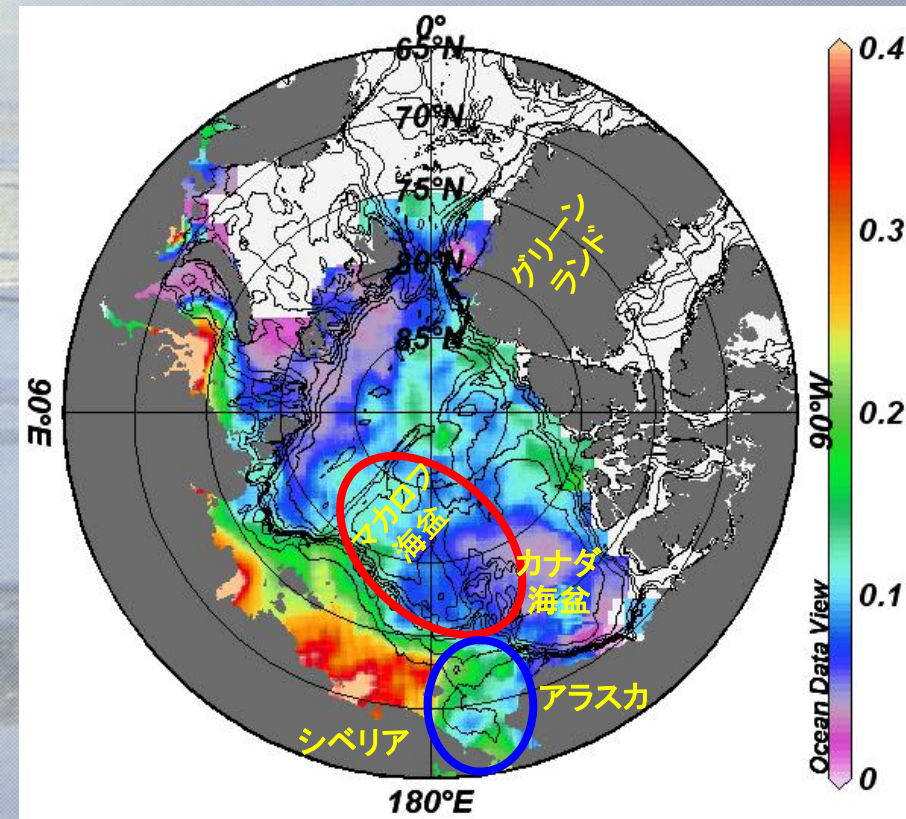 0°
65°N
70°N
75°N
80°N
85°N
グリーン
ランド
90°E
90°W
マカロフ
海盆
カナダ
海盆
アラスカ
シベリア
180°E
0.4
0.3
0.2
0.1
0
Ocean Data View